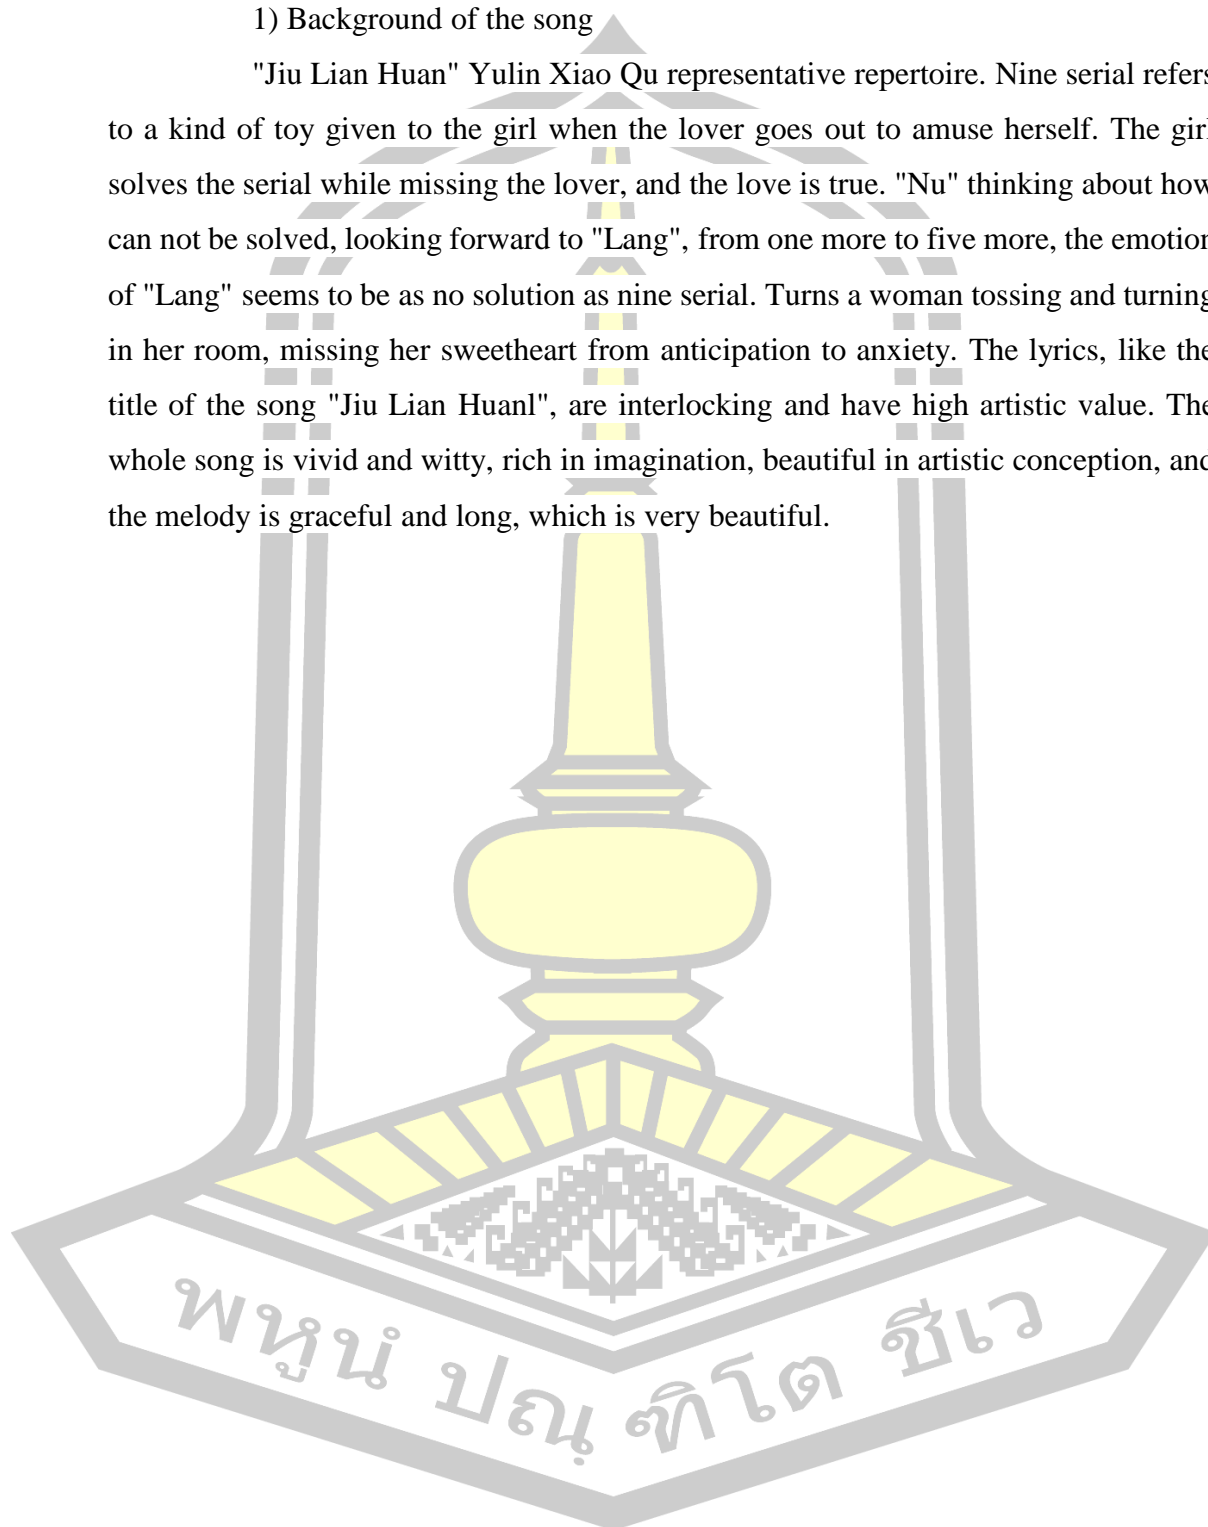 1) Background of the song
"Jiu Lian Huan" Yulin Xiao Qu representative repertoire. Nine serial refers
to a kind of toy given to the girl when the lover goes out to amuse herself. The girl
solves the serial while missing the lover, and the love is true. "Nu" thinking about how
can not be solved, looking forward to "Lang", from one more to five more, the emotion
of "Lang" seems to be as no solution as nine serial. Turns a woman tossing and turning
in her room, missing her sweetheart from anticipation to anxiety. The lyrics, like the
title of the song "Jiu Lian Huanl", are interlocking and have high artistic value. The
whole song is vivid and witty, rich in imagination, beautiful in artistic conception, and
the melody is graceful and long, which is very beautiful.
พหูนํ ปณฺฑิโต ชีเว